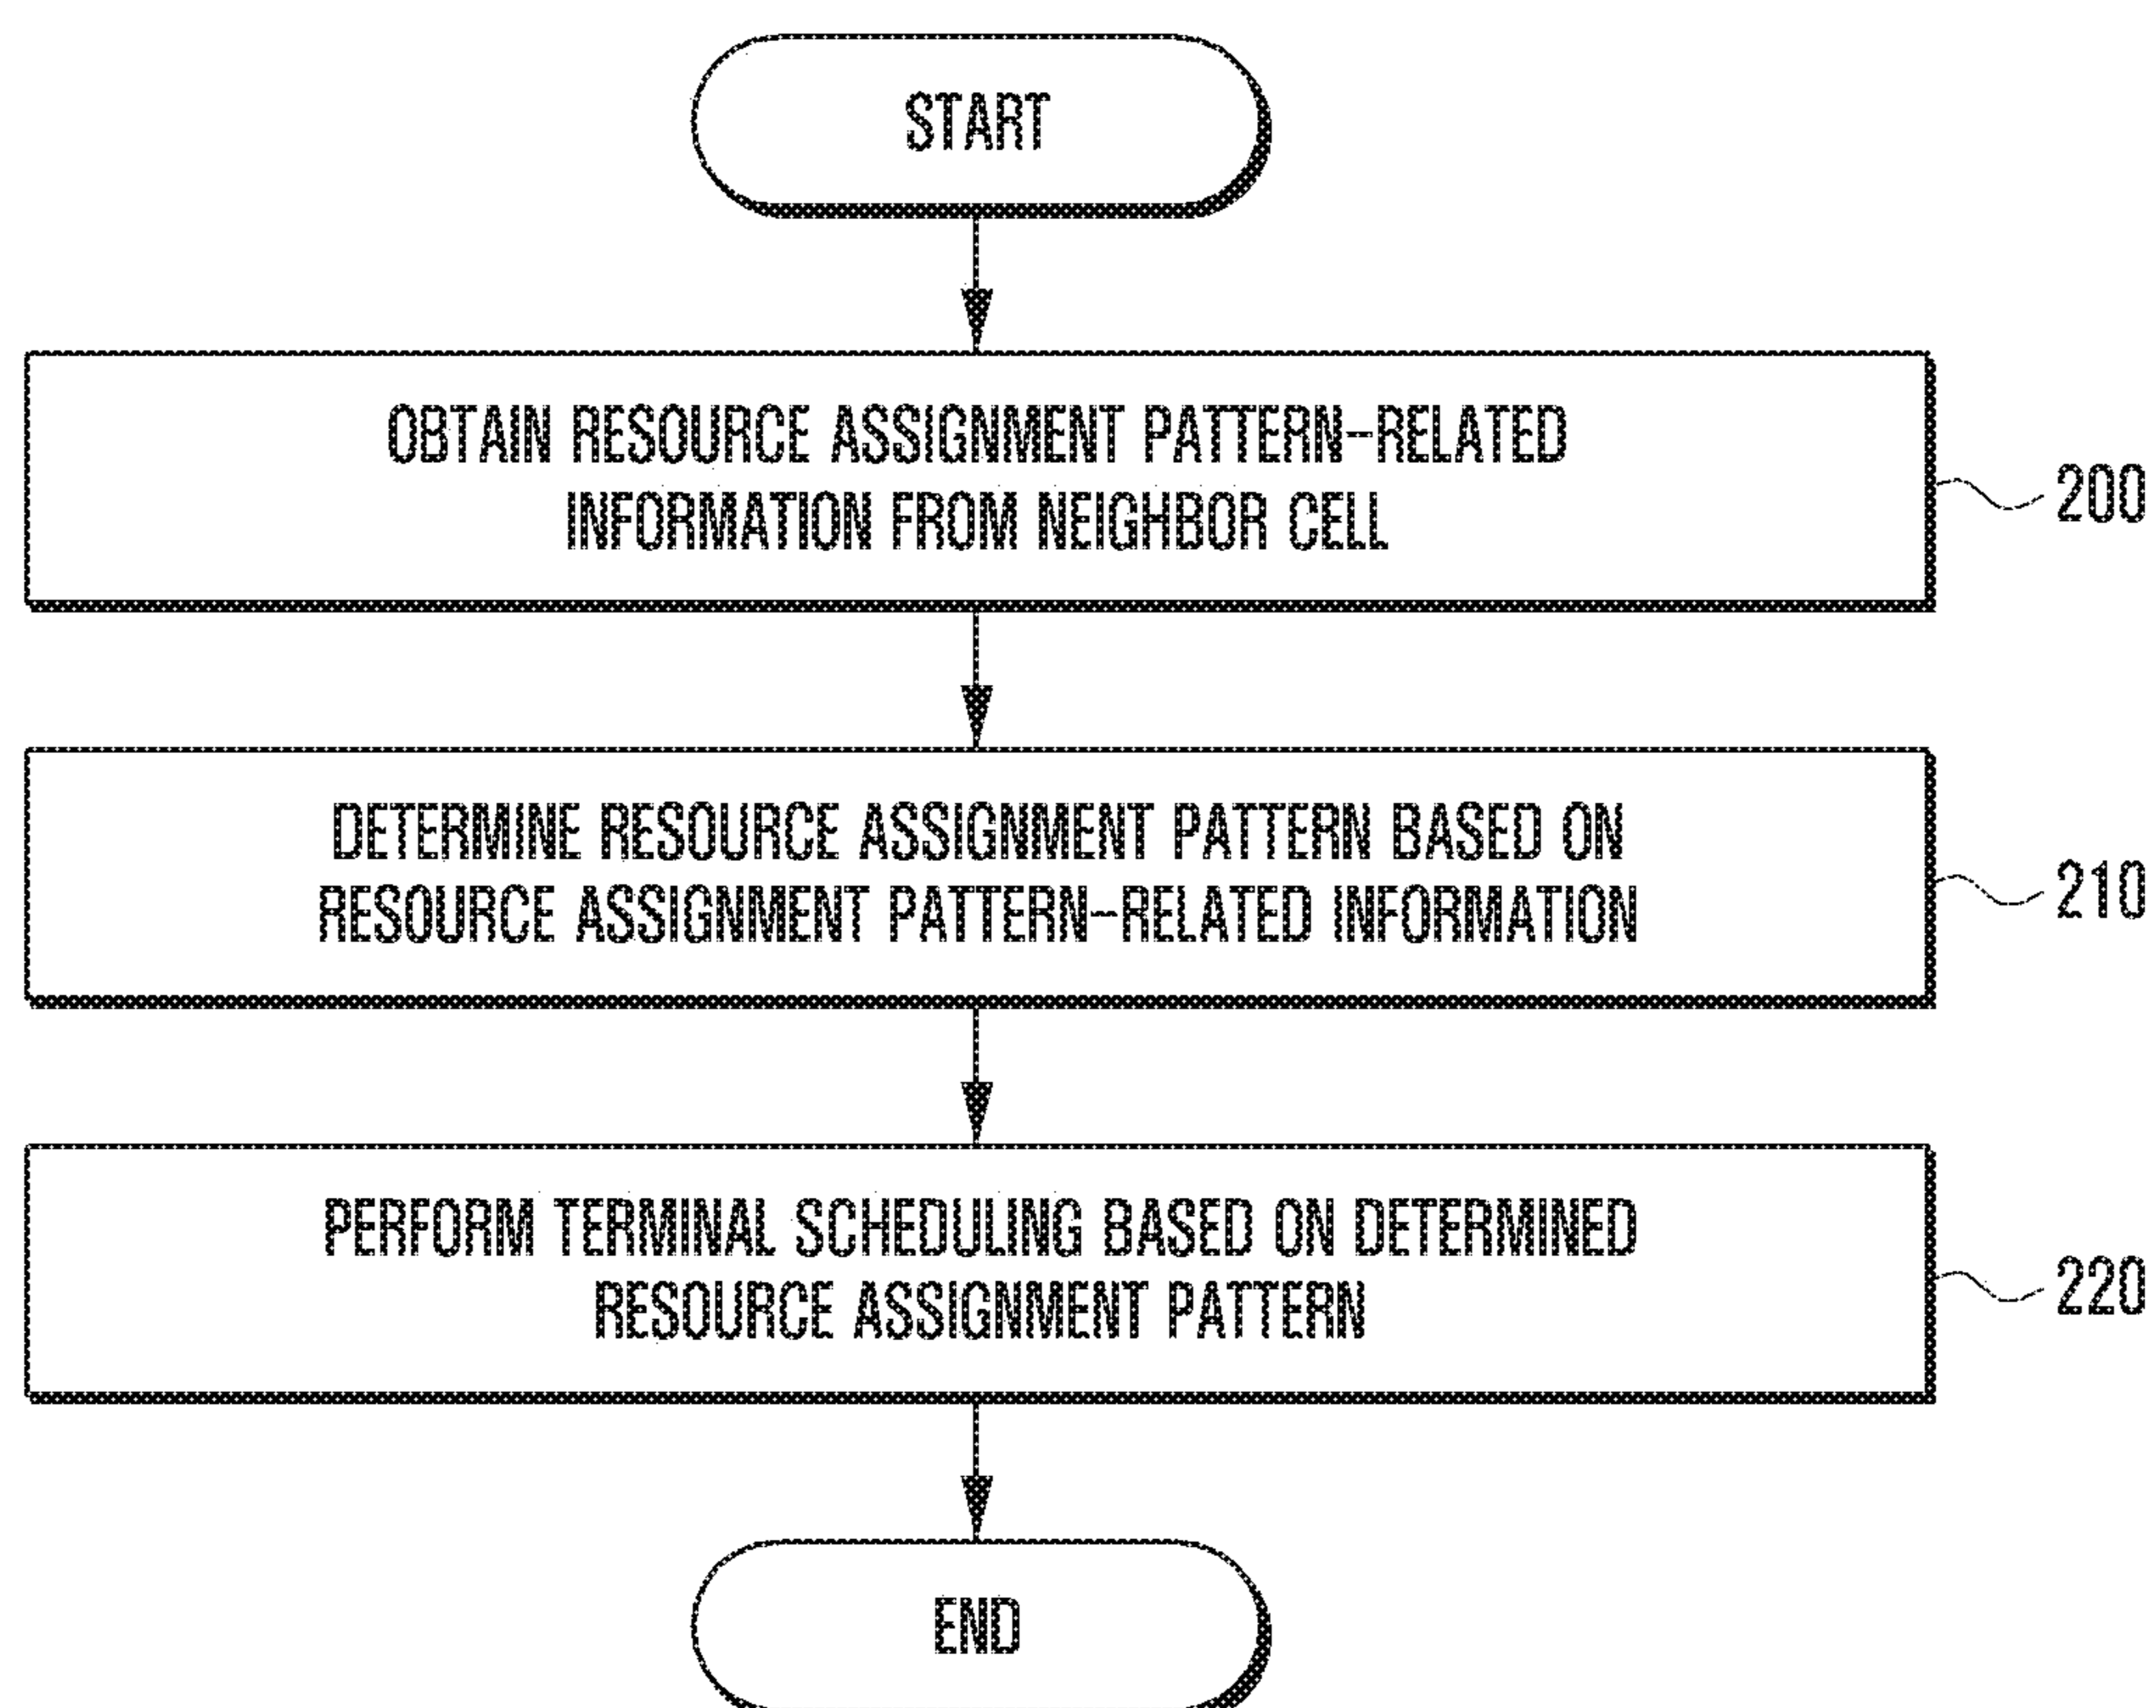 START
OBTAIN RESOURCE ASSIGNMENT PATTERN-RELATED
INFORMATION FROM NEIGHBOR CELL
200
DETERMINE RESOURCE ASSIGNMENT PATTERN BASED ON
RESOURCE ASSIGNMENT PATTERN-RELATED INFORMATION
210
PERFORM TERMINAL SCHEDULING BASED ON DETERMINED
RESOURCE ASSIGNMENT PATTERN
220
END